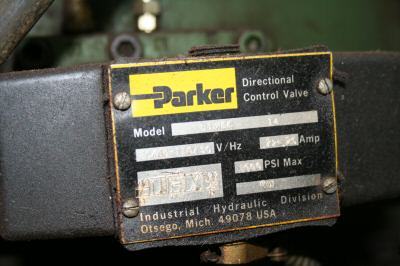 Parker
Directional
Control Valve
Model
V/Hz
Amp
PSI Max
Industrial Hydraulic Division
Otsego, Mich. 49078 USA